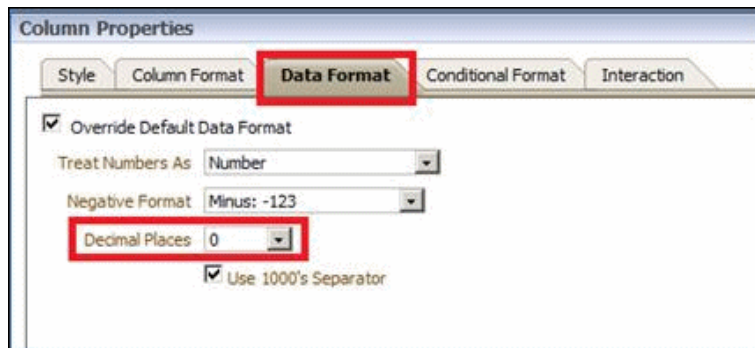 Column Properties
Style Column Format Data Format Conditional Format Interaction
Override Default Data Format
Treat Numbers As Number
Negative Format Minus: -123
Decimal Places 0
Use 1000's Separator